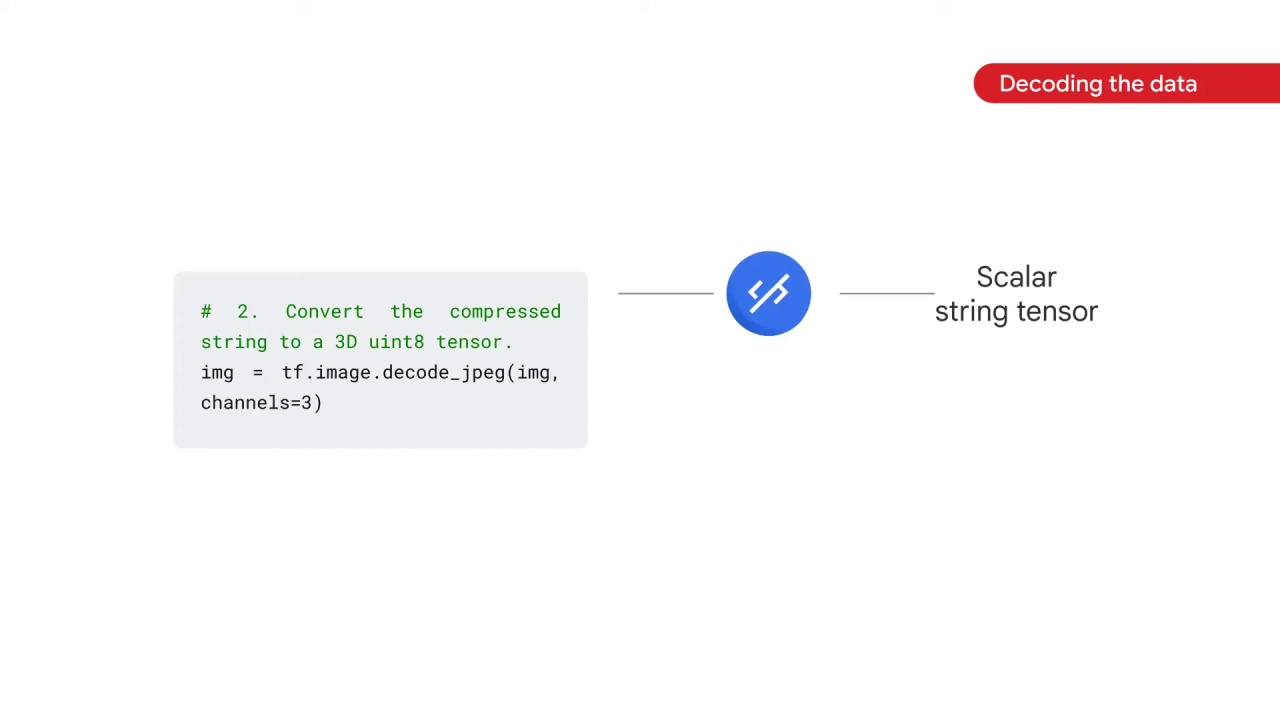 Decoding the data
# 2. Convert the compressed
string to a 3D uint8 tensor.
img = tf.image.decode_jpeg(img,
channels=3)
Scalar
string tensor